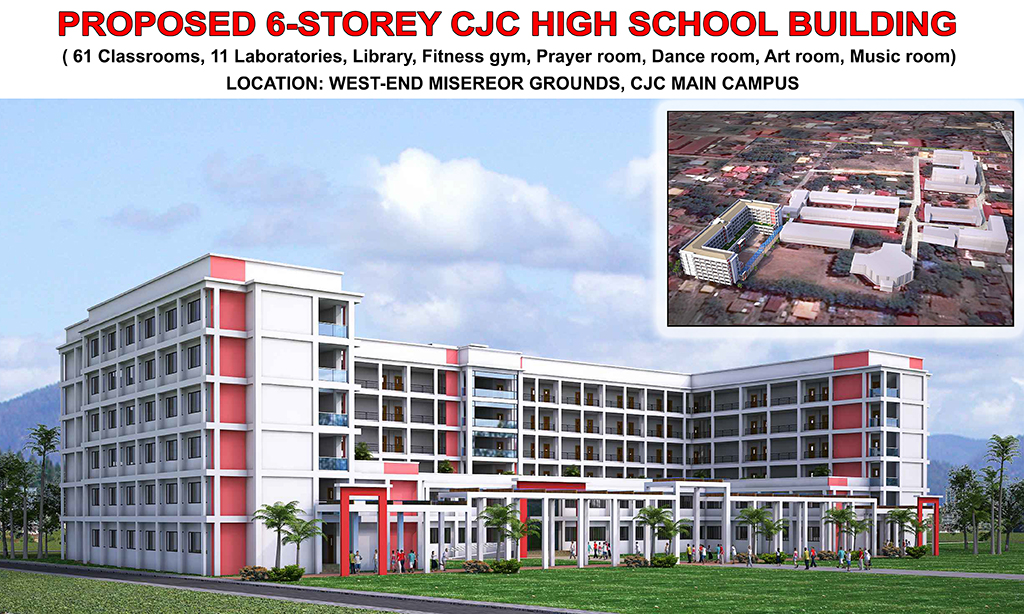 PROPOSED 6-STOREY CJC HIGH SCHOOL BUILDING
( 61 Classrooms, 11 Laboratories, Library, Fitness gym, Prayer room, Dance room, Art room, Music room)
LOCATION: WEST-END MISEREOR GROUNDS, CJC MAIN CAMPUS